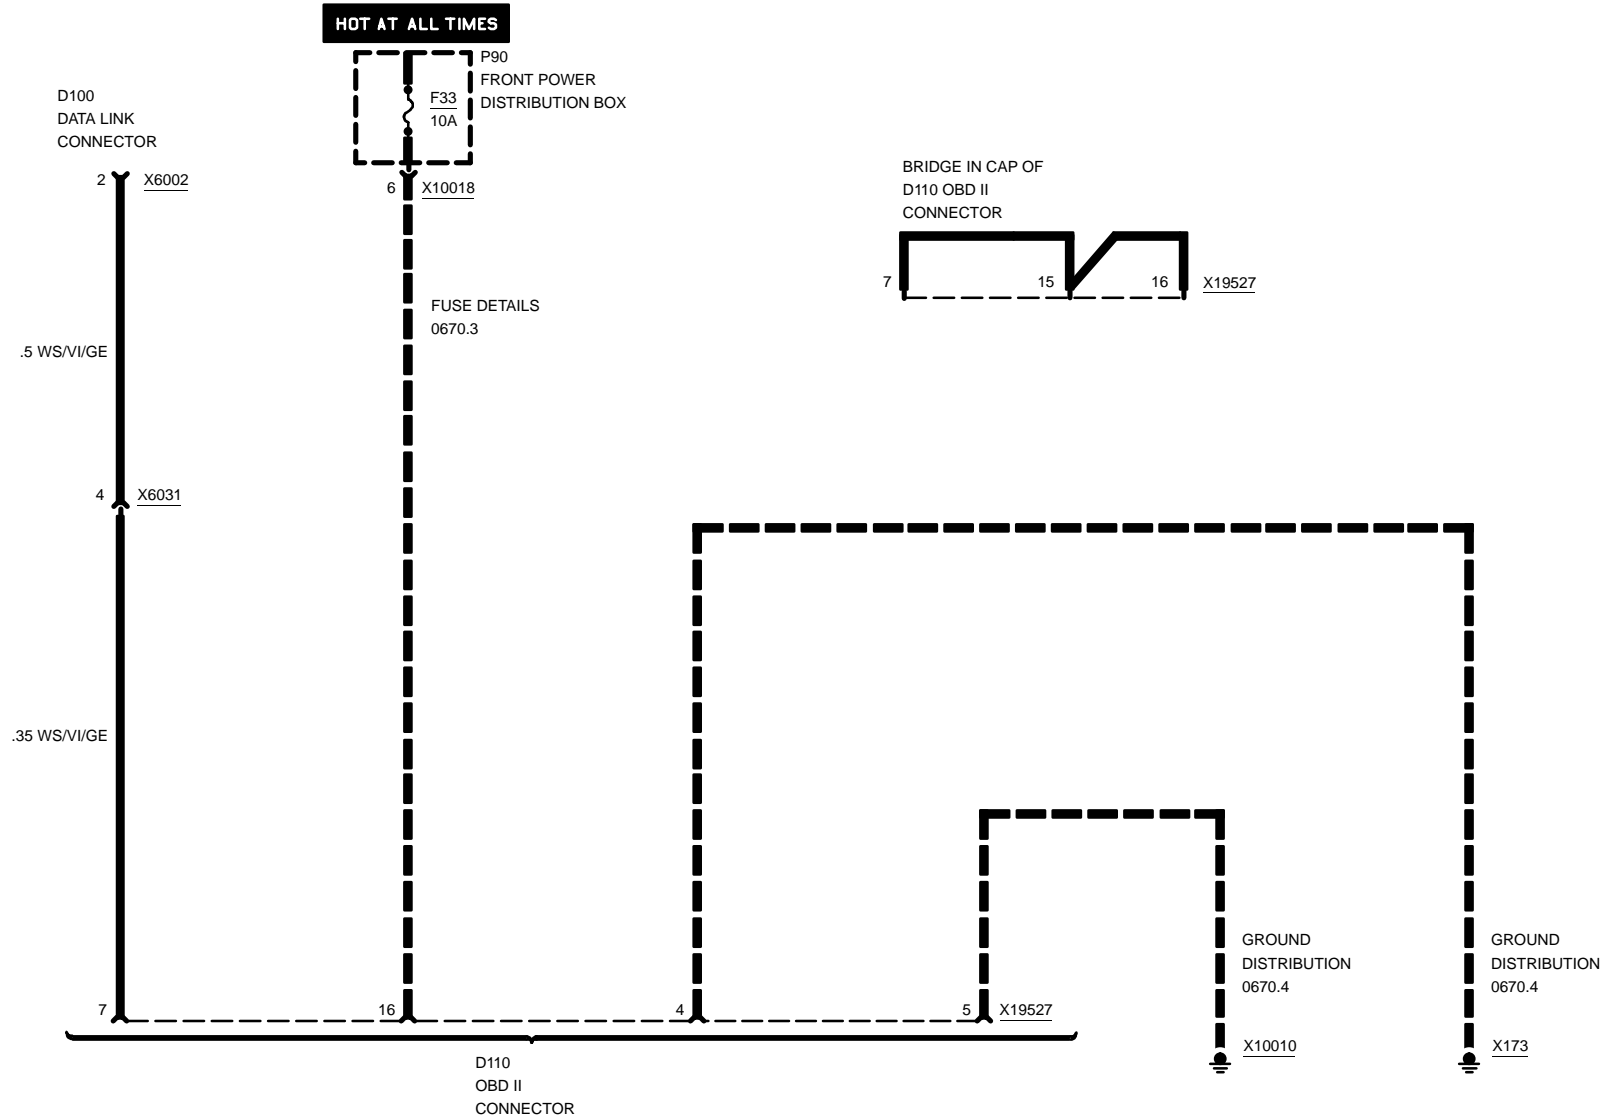 HOT AT ALL TIMES
P90
FRONT POWER
DISTRIBUTION BOX
F33
10A
D100
DATA LINK
CONNECTOR
2 X6002
6 X10018
BRIDGE IN CAP OF
D110 OBD II
CONNECTOR
7 15 16 X19527
FUSE DETAILS
0670.3
.5 WS/VI/GE
4 X6031
.35 WS/VI/GE
GROUND
DISTRIBUTION
0670.4
GROUND
DISTRIBUTION
0670.4
7 16 4 5 X19527
X10010
X173
D110
OBD II
CONNECTOR